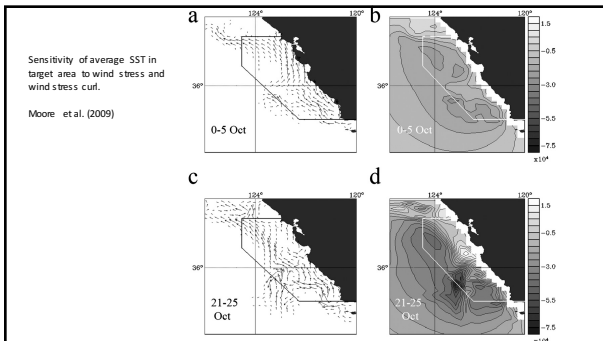 Sensitivity of average SST in
target area to wind stress and
wind stress curl.
Moore et al. (2009)
a
124° 120°
36°
0-5 Oct
b
124° 120°
0-5 Oct
1.5
-0.5
-3.0
-5.5
-7.5
x10⁴
c
124° 120°
36°
21-25
Oct
d
124° 120°
21-25
Oct
1.5
-0.5
-3.0
-5.5
-7.5
x10⁴